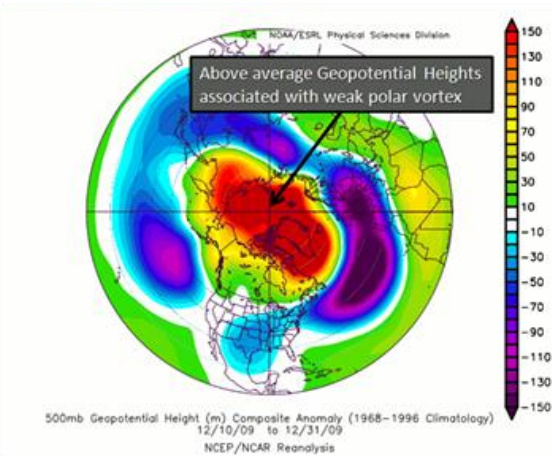 NOAA/ESRL Physical Sciences Division
Above average Geopotential Heights
associated with weak polar vortex
150
130
110
90
70
50
30
10
-10
-30
-50
-70
-90
-110
-130
-150
500mb Geopotential Height (m) Composite Anomaly (1968-1996 Climatology)
12/10/09 to 12/31/09
NCEP/NCAR Reanalysis